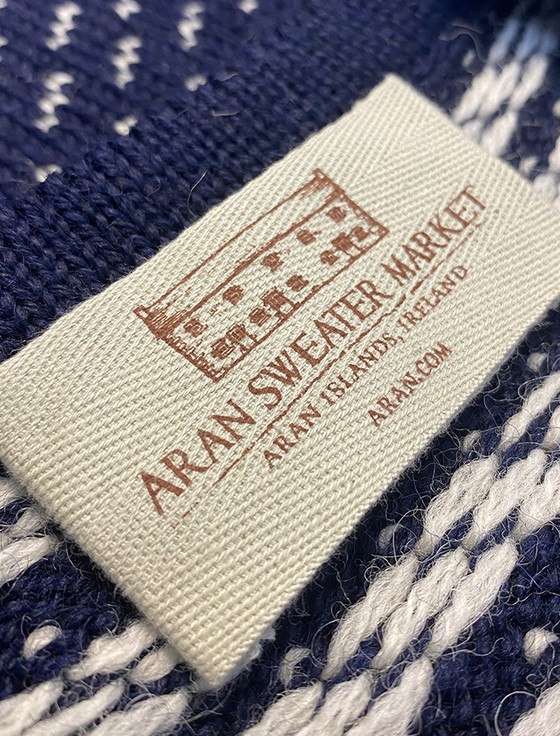 ARAN SWEATER MARKET
ARAN ISLANDS, IRELAND
ARAN.COM